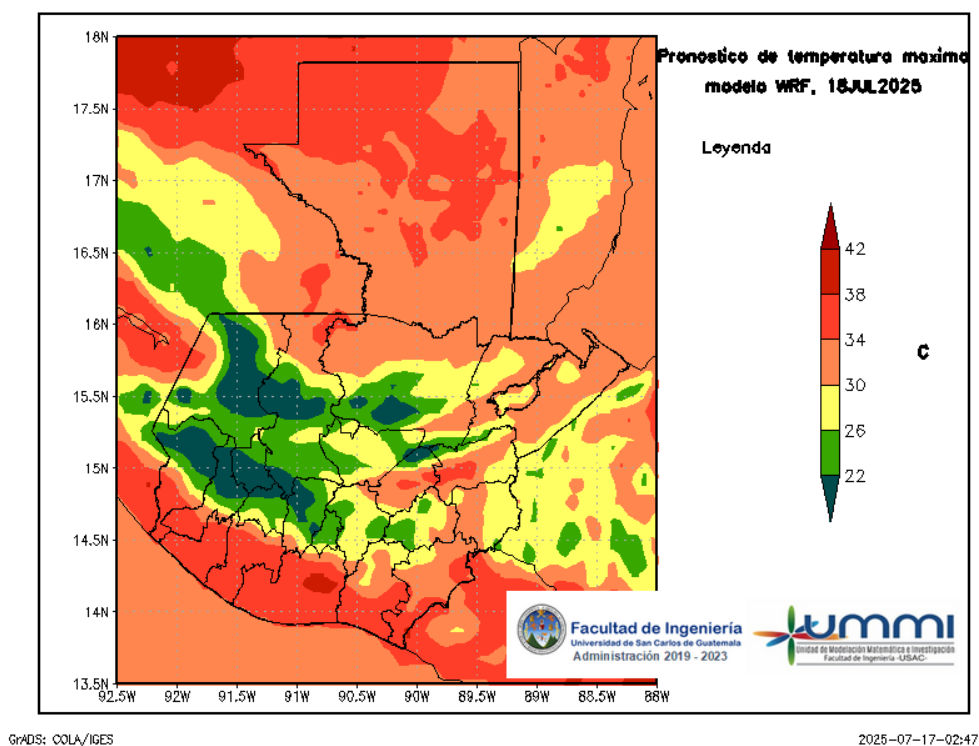 Pronostico de temperatura maxima
modelo WRF, 18JUL2025
Leyenda
18N
17.5N
17N
16.5N
16N
15.5N
15N
14.5N
14N
13.5N
92.5W
92W
91.5W
91W
90.5W
90W
89.5W
89W
88.5W
88W
42
38
34
30
26
22
C
Facultad de Ingeniería
Universidad de San Carlos de Guatemala
Administración 2019 - 2023
ummi
Unidad de Modelación Matemática e Investigación
Facultad de Ingeniería -USAC-
GrADS: COLA/IGES
2025-07-17-02:47